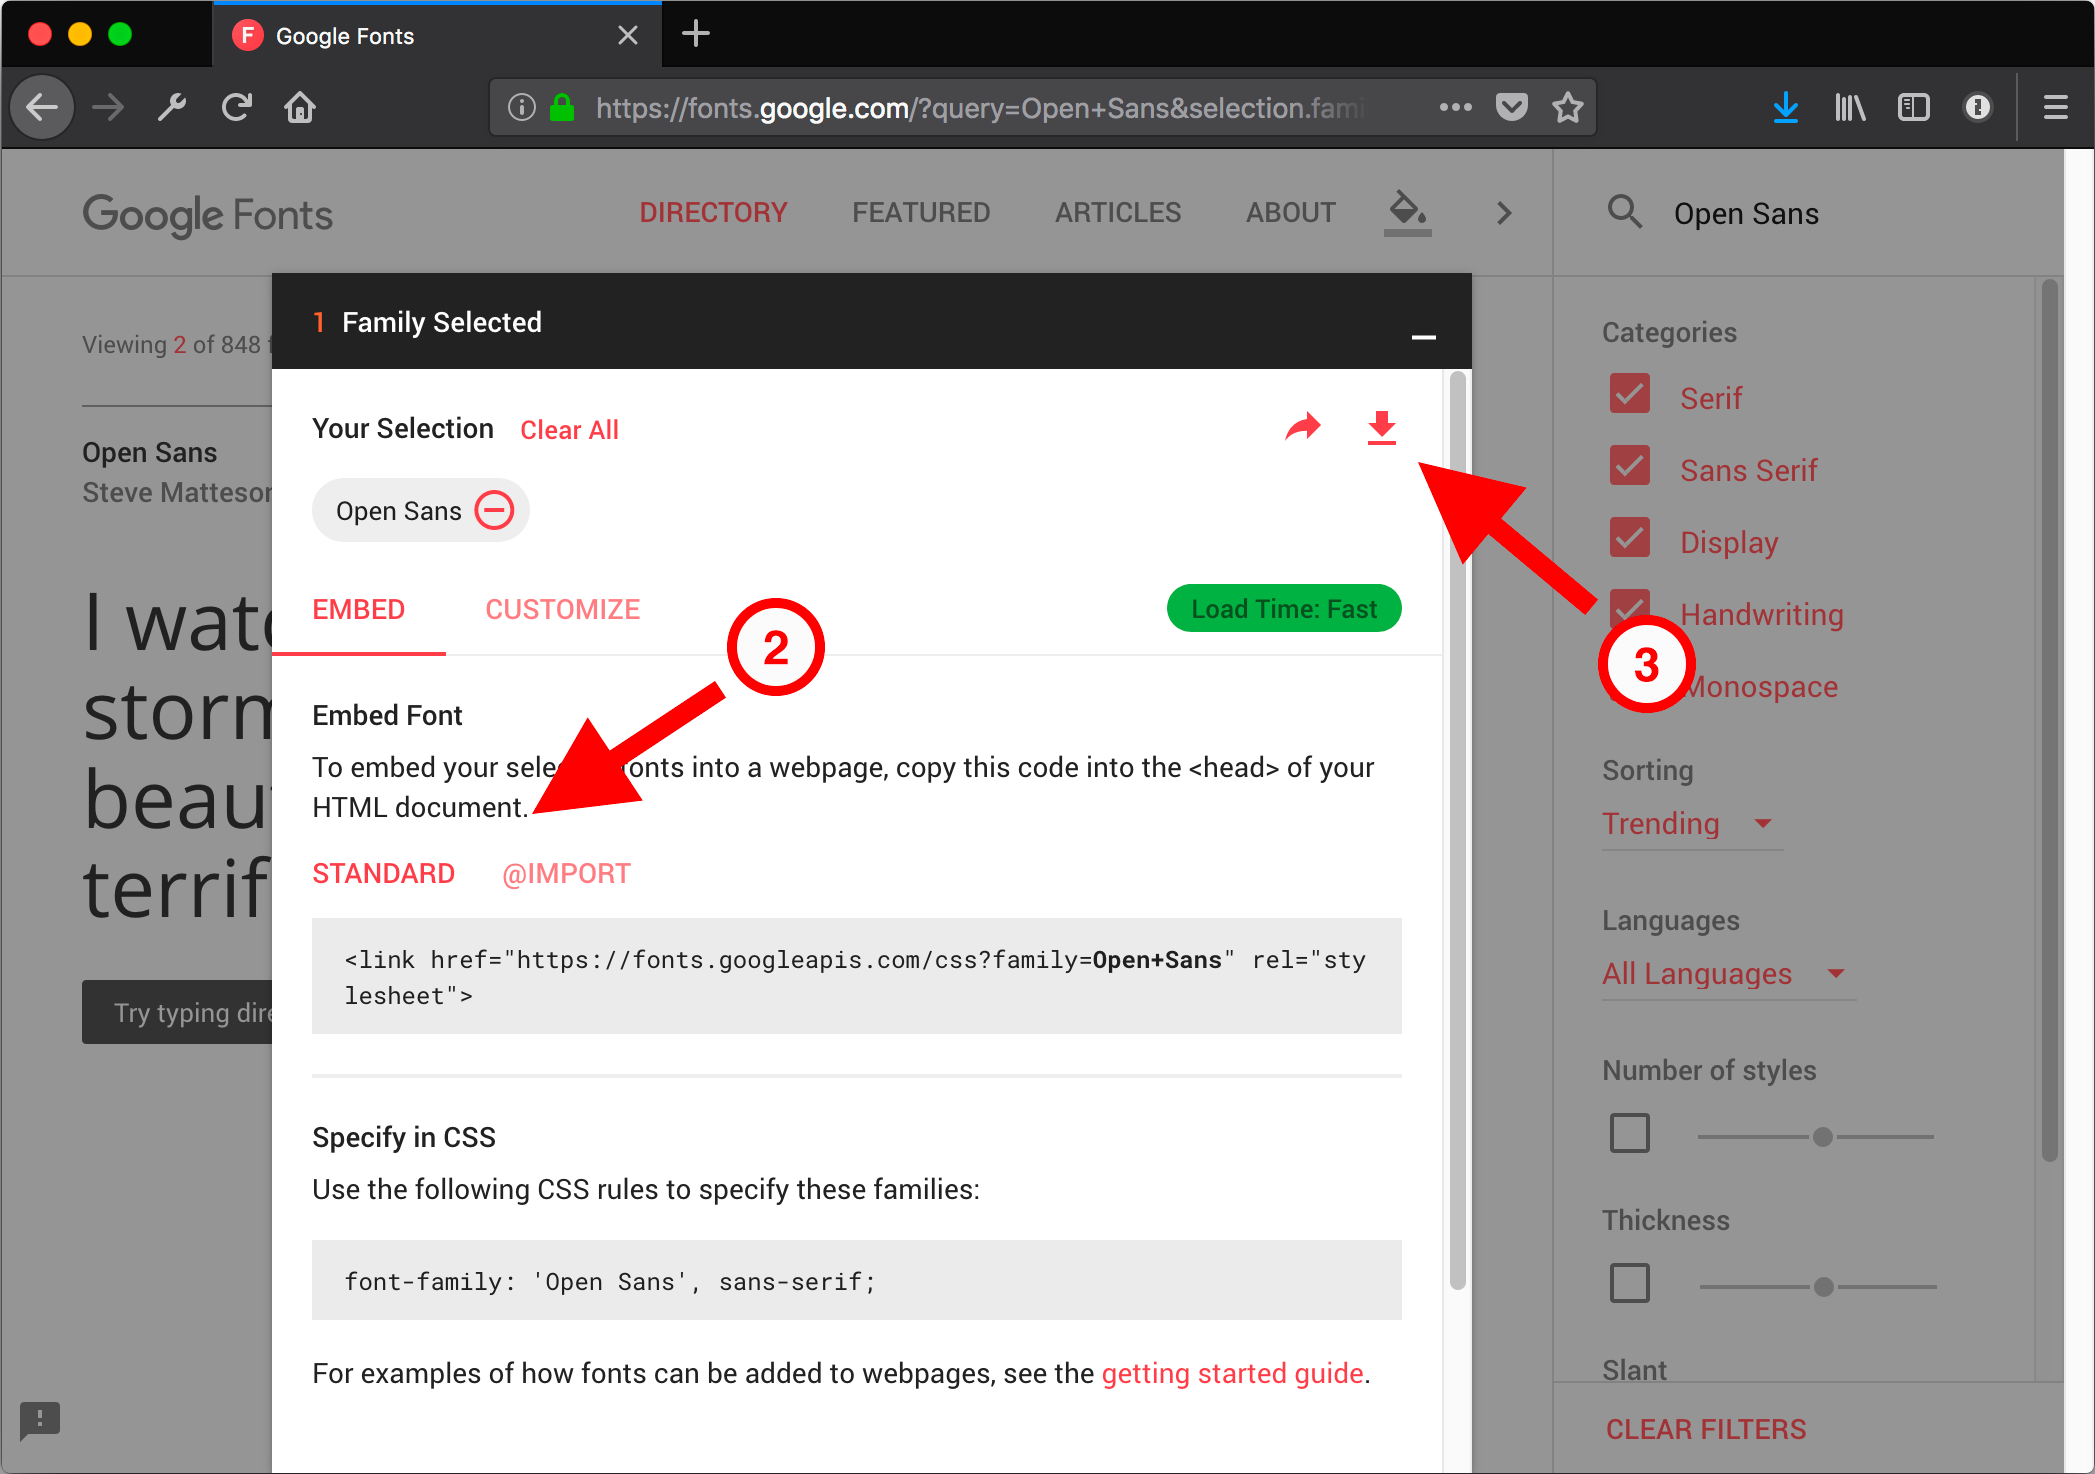 F Google Fonts
https://fonts.google.com/?query=Open+Sans&selection.fami
Google Fonts
DIRECTORY
FEATURED
ARTICLES
ABOUT
Open Sans
1 Family Selected
Viewing 2 of 848 f
Open Sans
Steve Matteson
I watc
storm
beaut
terrif
Try typing dire
Your Selection Clear All
Open Sans
EMBED
CUSTOMIZE
Load Time: Fast
2
3
Embed Font
To embed your selec fonts into a webpage, copy this code into the <head> of your
HTML document.
STANDARD
@IMPORT
<link href="https://fonts.googleapis.com/css?family=Open+Sans" rel="sty
lesheet">
Specify in CSS
Use the following CSS rules to specify these families:
font-family: 'Open Sans', sans-serif;
For examples of how fonts can be added to webpages, see the getting started guide.
Categories
Serif
Sans Serif
Display
Handwriting
Monospace
Sorting
Trending
Languages
All Languages
Number of styles
Thickness
Slant
CLEAR FILTERS